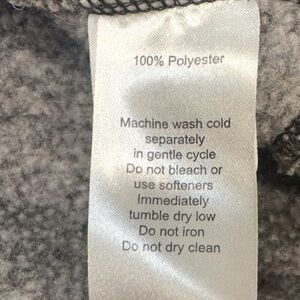 100% Polyester
Machine wash cold
separately
in gentle cycle
Do not bleach or
use softeners
Immediately
tumble dry low
Do not iron
Do not dry clean